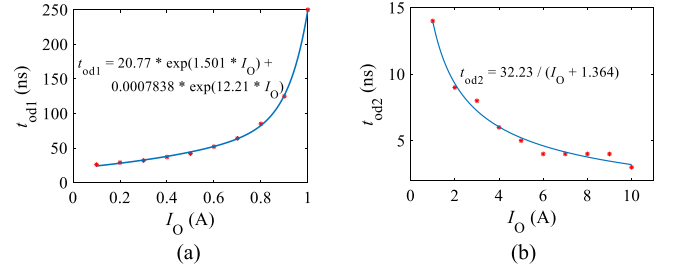 (a)
250
200
150
100
50
0
t_od1 (ns)
t_od1 = 20.77 * exp(1.501 * I_O) +
0.0007838 * exp(12.21 * I_O)
0 0.2 0.4 0.6 0.8 1
I_O (A)
(a)
(b)
15
10
5
t_od2 (ns)
t_od2 = 32.23 / (I_O + 1.364)
0 2 4 6 8 10
I_O (A)
(b)